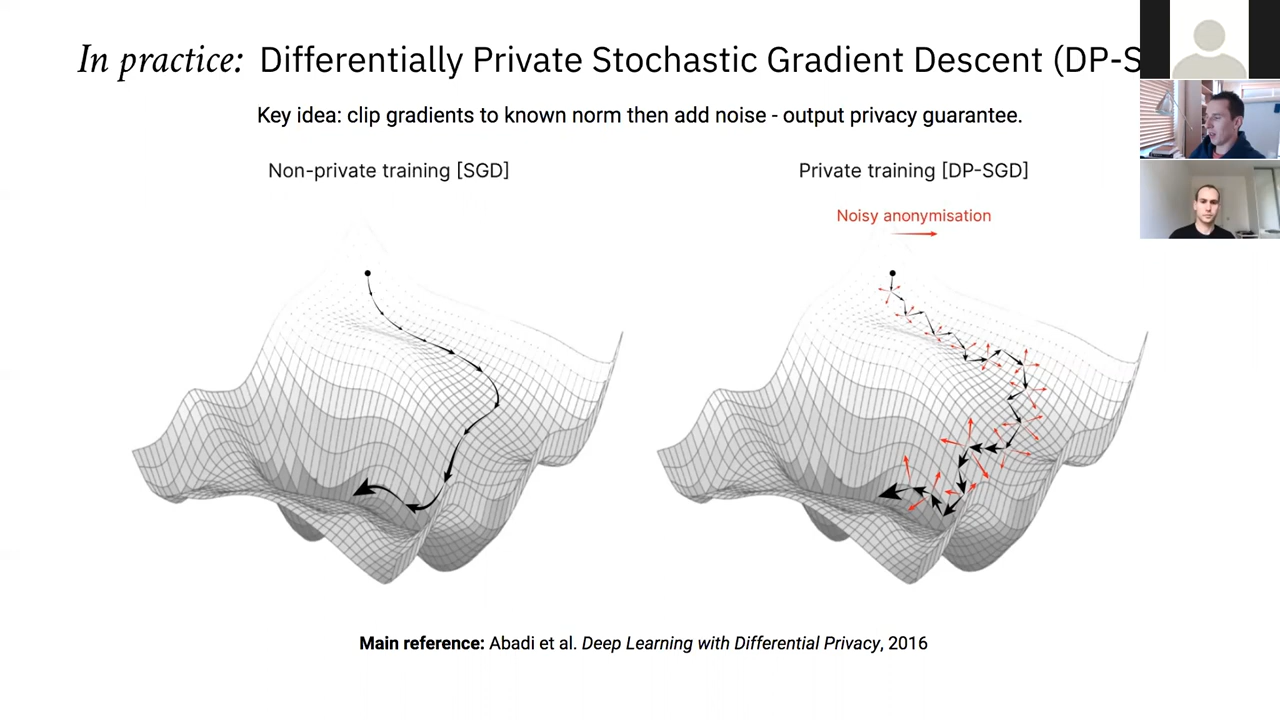 In practice: Differentially Private Stochastic Gradient Descent (DP-S
Key idea: clip gradients to known norm then add noise - output privacy guarantee.
Non-private training [SGD]
Private training [DP-SGD]
Noisy anonymisation
Main reference: Abadi et al. Deep Learning with Differential Privacy, 2016